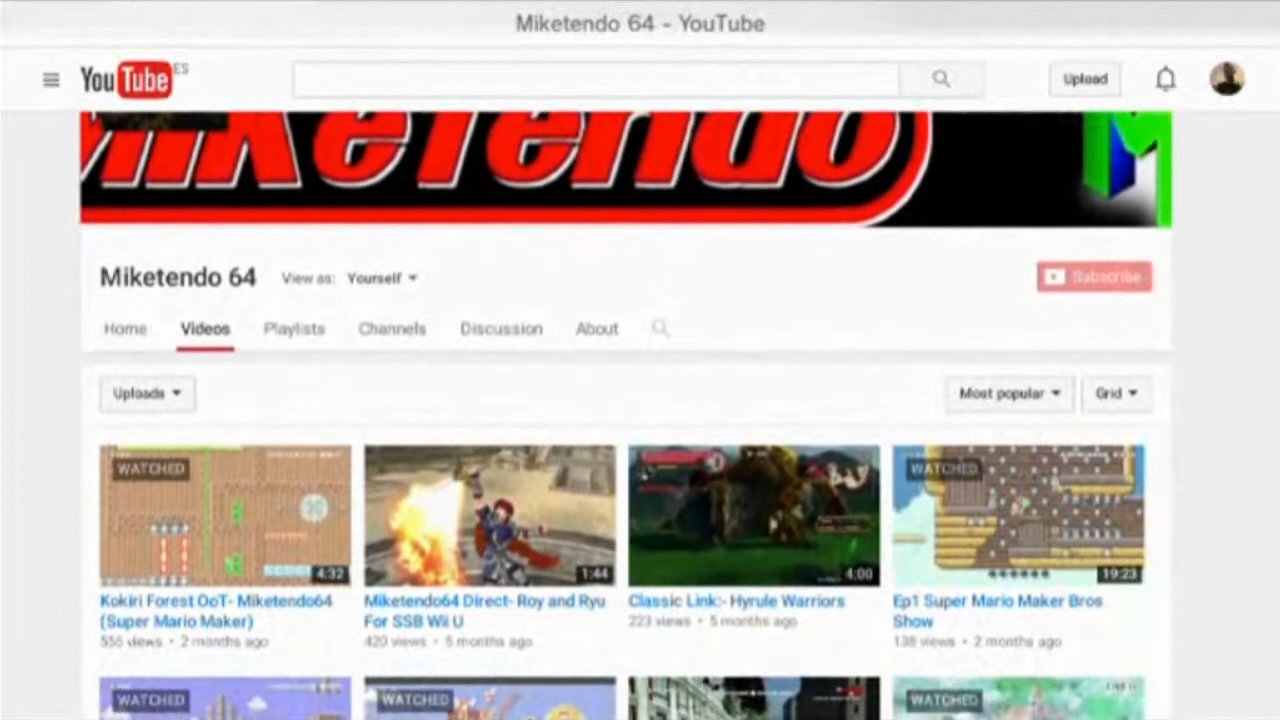 Miketendo 64 - YouTube
YouTube ES
Upload
Miketendo
Miketendo 64 View as: Yourself
Subscribe
Home Videos Playlists Channels Discussion About
Uploads Most popular Grid
WATCHED
WATCHED
4:32 1:44 4:00 19:23
Kokiri Forest OoT- Miketendo64
(Super Mario Maker)
555 views • 2 months ago
Miketendo64 Direct- Roy and Ryu
For SSB Wii U
420 views • 5 months ago
Classic Link:- Hyrule Warriors
223 views • 5 months ago
Ep1 Super Mario Maker Bros
Show
138 views • 2 months ago
WATCHED
WATCHED
WATCHED